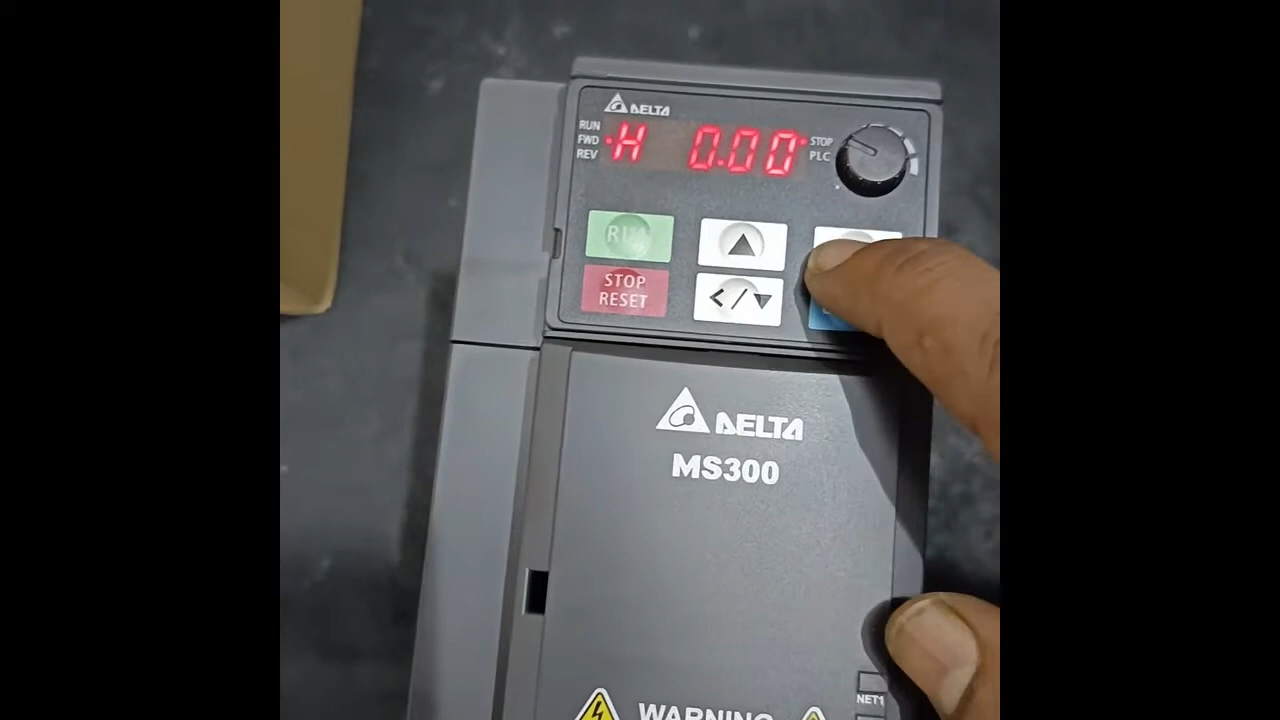 DELTA
RUN
FWD
REV
H 0.00
STOP
PLC
RUN
STOP
RESET
DELTA
MS300
NET1
WARNING